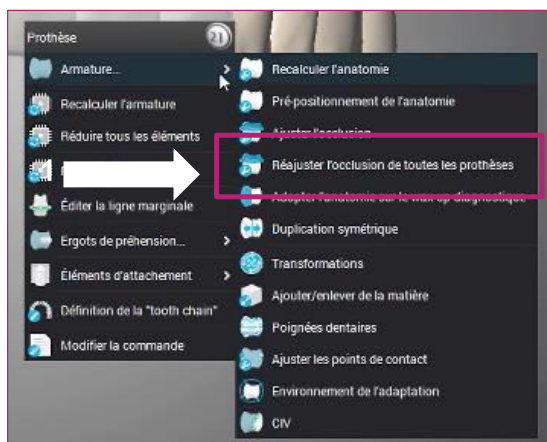 Prothèse
21
Armature...
Recalculer l'armature
Réduire tous les éléments
Éditer la ligne marginale
Ergots de préhension...
Éléments d'attachement
Définition de la "tooth chain"
Modifier la commande
Recalculer l'anatomie
Pré-positionnement de l'anatomie
Ajuster l'occlusion
Réajuster l'occlusion de toutes les prothèses
Adapter l'anatomie sur le wax up diagnostique
Duplication symétrique
Transformations
Ajouter/enlever de la matière
Poignées dentaires
Ajuster les points de contact
Environnement de l'adaptation
CIV